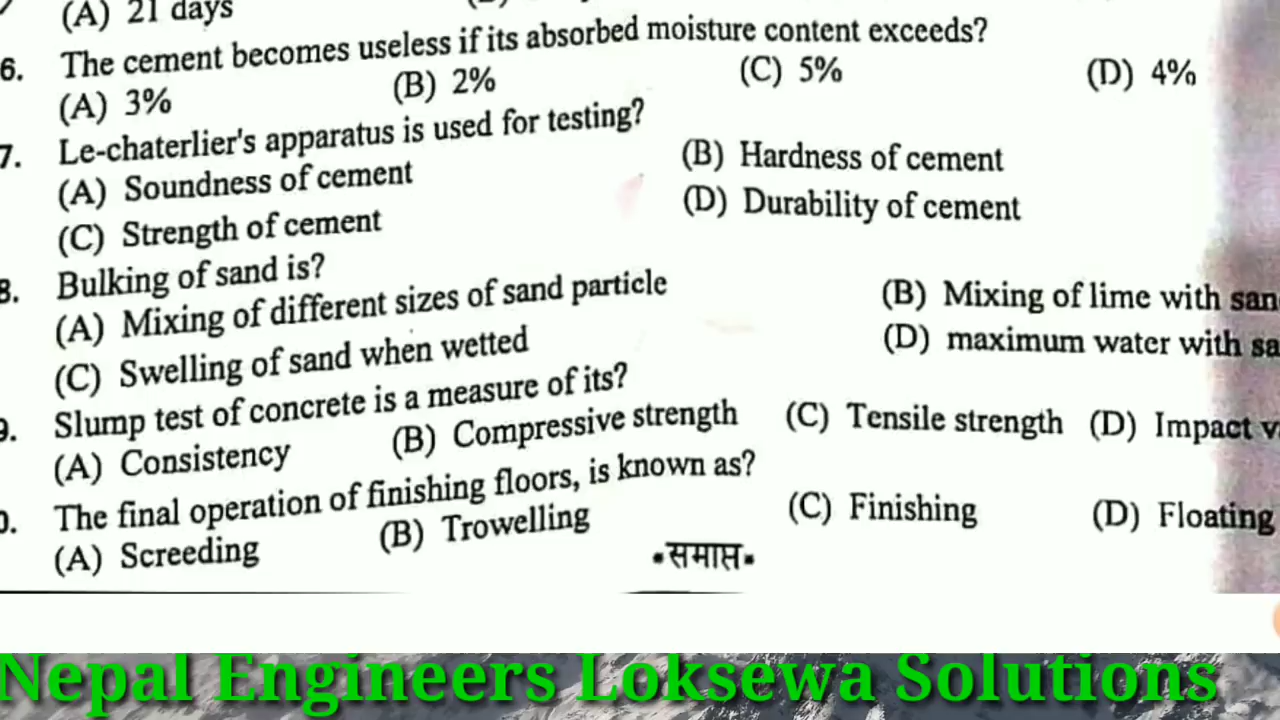 (A) 21 days
6. The cement becomes useless if its absorbed moisture content exceeds?
(A) 3% (B) 2% (C) 5% (D) 4%
7. Le-chaterlier's apparatus is used for testing?
(A) Soundness of cement (B) Hardness of cement
(C) Strength of cement (D) Durability of cement
8. Bulking of sand is?
(A) Mixing of different sizes of sand particle (B) Mixing of lime with san
(C) Swelling of sand when wetted (D) maximum water with sa
9. Slump test of concrete is a measure of its?
(A) Consistency (B) Compressive strength (C) Tensile strength (D) Impact v
0. The final operation of finishing floors, is known as?
(A) Screeding (B) Trowelling (C) Finishing (D) Floating
•समाप्त•
Nepal Engineers Loksewa Solutions